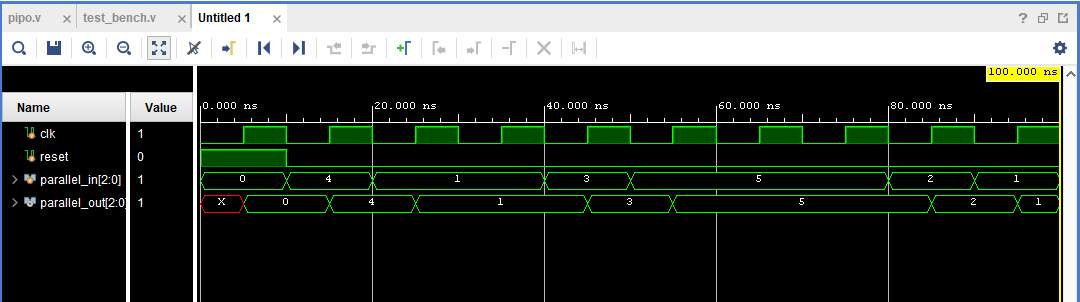 pipo.v × test_bench.v × Untitled 1 × ?
100.000 ns
Name Value 0.000 ns 20.000 ns 40.000 ns 60.000 ns 80.000 ns
clk 1
reset 0
parallel_in[2:0] 1 0 4 1 3 5 2 1
parallel_out[2:0 1 X 0 4 1 3 5 2 1